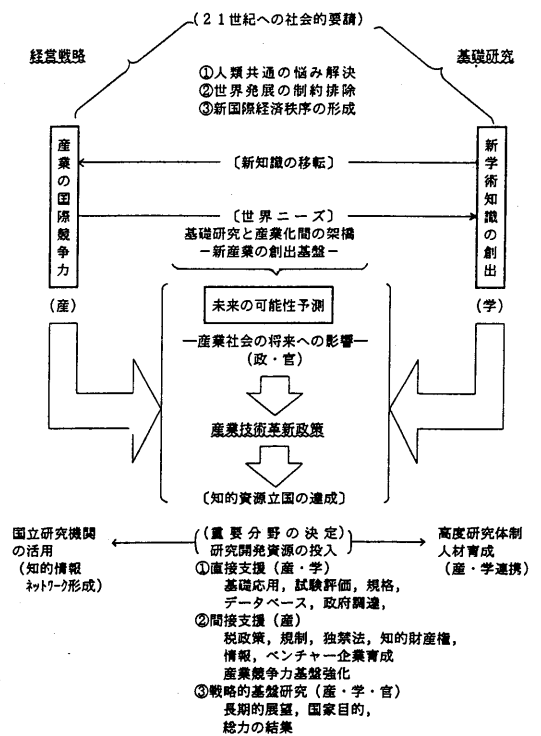 (21世紀への社会的要請)
経営戦略
基礎研究
①人類共通の悩み解決
②世界発展の制約排除
③新国際経済秩序の形成
産業の国際競争力
新学術知識の創出
〔新知識の移転〕
〔世界ニーズ〕
基礎研究と産業化間の架橋
－新産業の創出基盤－
(産)
(学)
未来の可能性予測
―産業社会の将来への影響―
(政・官)
産業技術革新政策
〔知的資源立国の達成〕
国立研究機関
の活用
(知的情報
ネットワーク形成)
(重要分野の決定)
研究開発資源の投入
高度研究体制
人材育成
(産・学連携)
①直接支援(産・学)
基礎応用，試験評価，規格，
データベース，政府調達，
②間接支援(産)
税政策，規制，独禁法，知的財産権，
情報，ベンチャー企業育成
産業競争力基盤強化
③戦略的基盤研究(産・学・官)
長期的展望，国家目的，
総力の結集